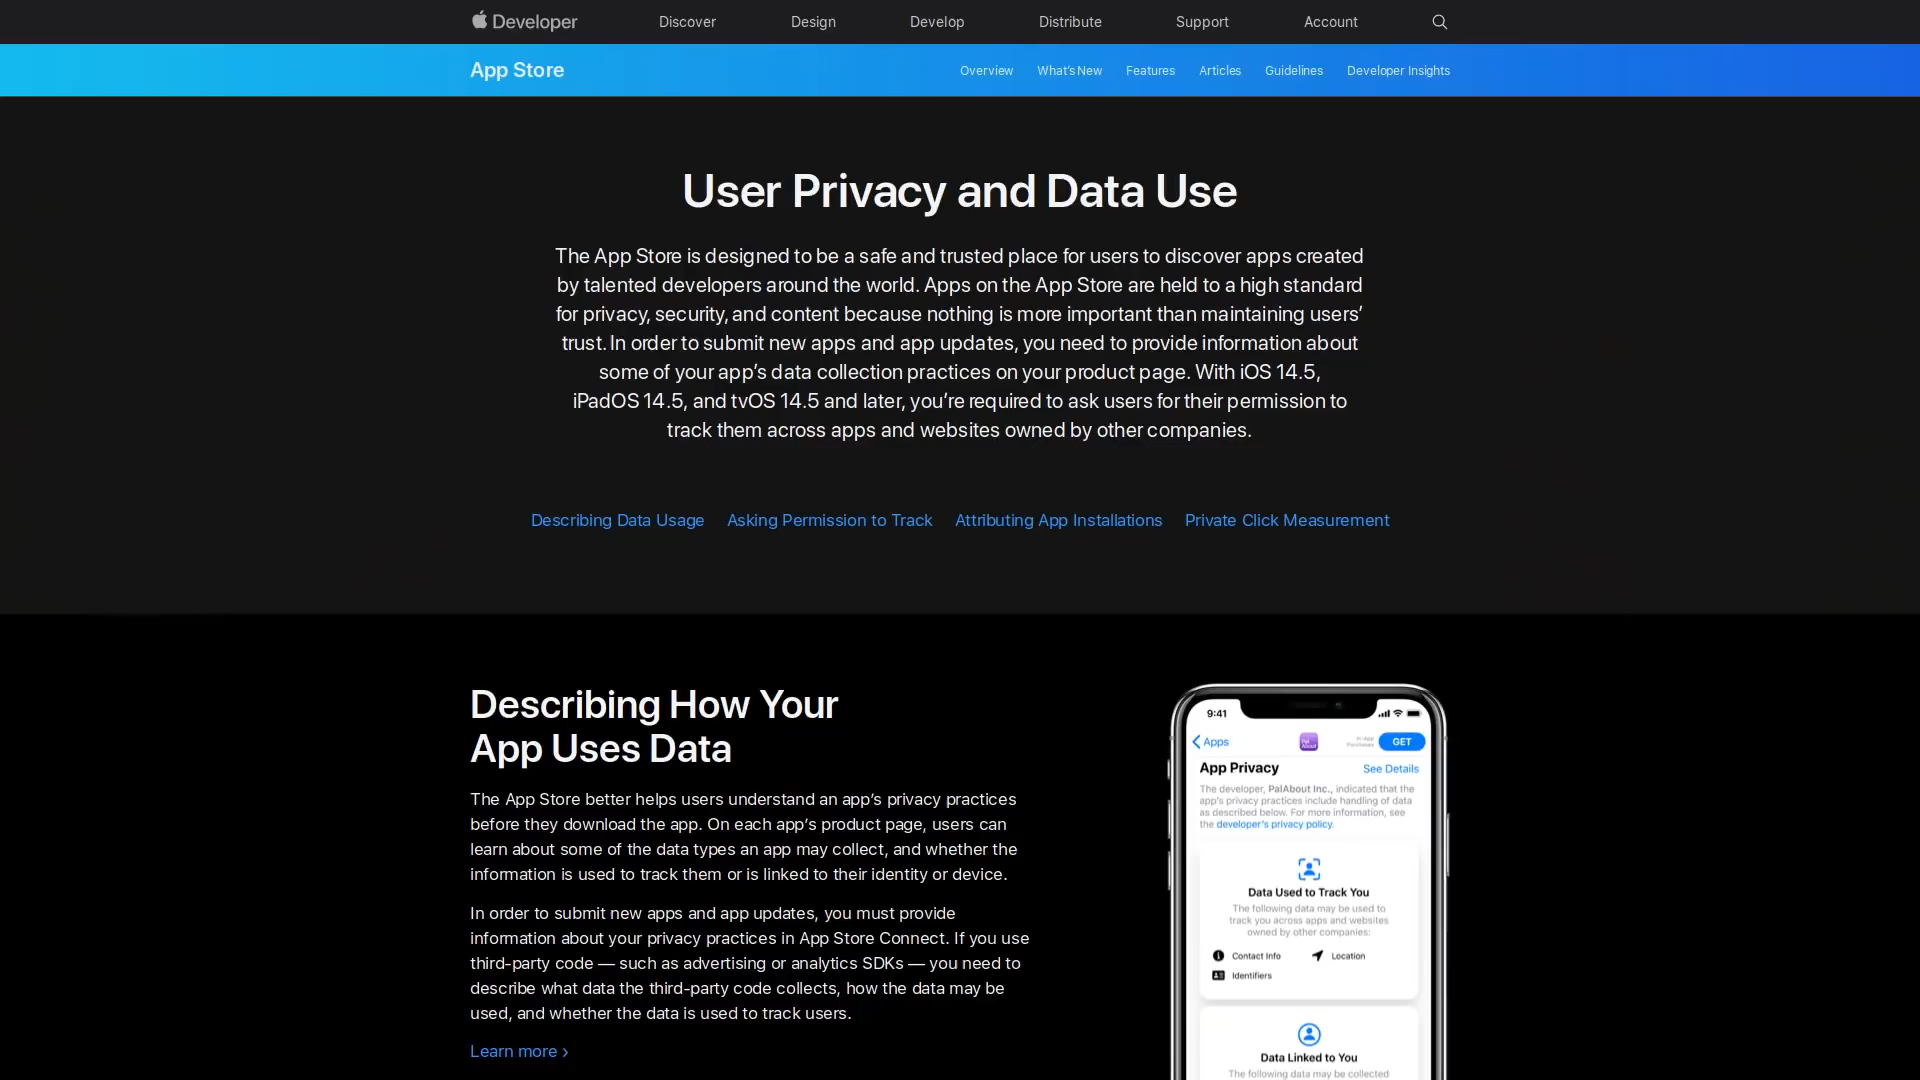 Developer
Discover
Design
Develop
Distribute
Support
Account
App Store
Overview
What's New
Features
Articles
Guidelines
Developer Insights
User Privacy and Data Use
The App Store is designed to be a safe and trusted place for users to discover apps created
by talented developers around the world. Apps on the App Store are held to a high standard
for privacy, security, and content because nothing is more important than maintaining users’
trust. In order to submit new apps and app updates, you need to provide information about
some of your app’s data collection practices on your product page. With iOS 14.5,
iPadOS 14.5, and tvOS 14.5 and later, you’re required to ask users for their permission to
track them across apps and websites owned by other companies.
Describing Data Usage
Asking Permission to Track
Attributing App Installations
Private Click Measurement
Describing How Your
App Uses Data
The App Store better helps users understand an app’s privacy practices
before they download the app. On each app’s product page, users can
learn about some of the data types an app may collect, and whether the
information is used to track them or is linked to their identity or device.
In order to submit new apps and app updates, you must provide
information about your privacy practices in App Store Connect. If you use
third-party code — such as advertising or analytics SDKs — you need to
describe what data the third-party code collects, how the data may be
used, and whether the data is used to track users.
Learn more ›
9:41
Apps
Pal
About
In-App
Purchases
GET
App Privacy
See Details
The developer, PalAbout Inc., indicated that the
app’s privacy practices include handling of data
as described below. For more information, see
the developer’s privacy policy.
Data Used to Track You
The following data may be used to
track you across apps and websites
owned by other companies:
Contact Info
Location
Identifiers
Data Linked to You
The following data may be collected